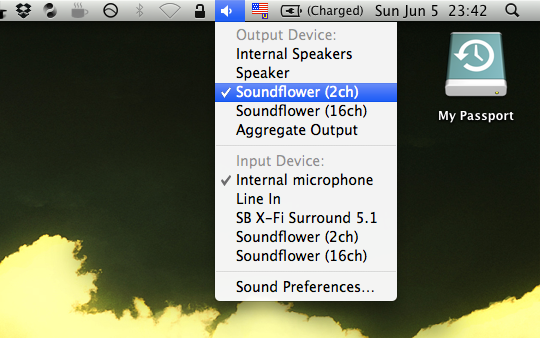 (Charged) Sun Jun 5 23:42
Output Device:
Internal Speakers
Speaker
Soundflower (2ch)
Soundflower (16ch)
Aggregate Output
Input Device:
Internal microphone
Line In
SB X-Fi Surround 5.1
Soundflower (2ch)
Soundflower (16ch)
Sound Preferences...
My Passport